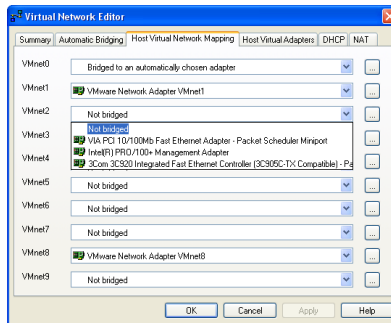 Virtual Network Editor
Summary Automatic Bridging Host Virtual Network Mapping Host Virtual Adapters DHCP NAT
VMnet0 Bridged to an automatically chosen adapter ...
VMnet1 VMware Network Adapter VMnet1 ...
VMnet2 Not bridged ...
Not bridged
VMnet3 VIA PCI 10/100Mb Fast Ethernet Adapter - Packet Scheduler Miniport ...
Intel(R) PRO/100+ Management Adapter
VMnet4 3Com 3C920 Integrated Fast Ethernet Controller (3C905C-TX Compatible) - Pa ...
VMnet5 Not bridged ...
VMnet6 Not bridged ...
VMnet7 Not bridged ...
VMnet8 VMware Network Adapter VMnet8 ...
VMnet9 Not bridged ...
OK Cancel Apply Help